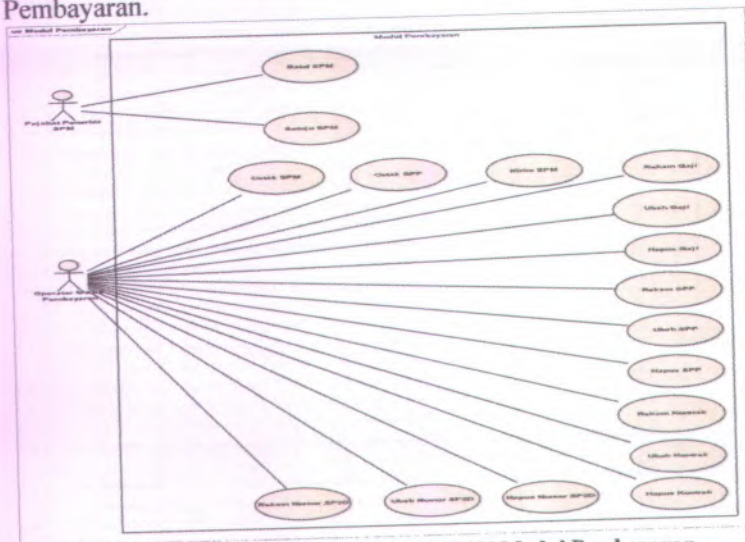 Pembayaran.
uc Modul Pembayaran
Modul Pembayaran
Batal SPM
Setuju SPM
Pejabat Penerbit
SPM
Cetak SPM
Cetak SPP
Kirim SPM
Rekam Gaji
Ubah Gaji
Hapus Gaji
Operator
Pembayaran
Rekam SPP
Ubah SPP
Hapus SPP
Rekam Kontrak
Ubah Kontrak
Hapus Kontrak
Rekam Nomor SP2D
Ubah Nomor SP2D
Hapus Nomor SP2D
Modul Pembayaran